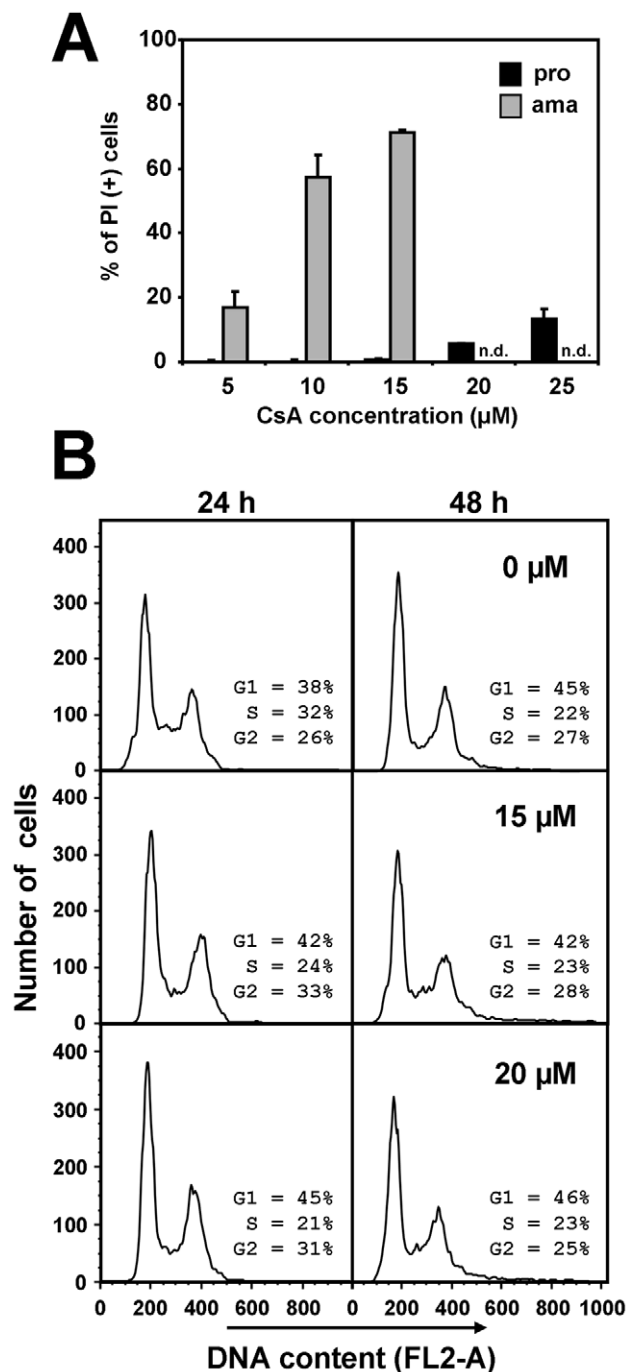 A
100
80
60
40
20
0
% of PI (+) cells
pro
ama
n.d.
n.d.
5 10 15 20 25
CsA concentration (µM)
B
24 h 48 h
Number of cells
400
300
200
100
0
G1 = 38%
S = 32%
G2 = 26%
0 µM
G1 = 45%
S = 22%
G2 = 27%
400
300
200
100
0
G1 = 42%
S = 24%
G2 = 33%
15 µM
G1 = 42%
S = 23%
G2 = 28%
400
300
200
100
0
G1 = 45%
S = 21%
G2 = 31%
20 µM
G1 = 46%
S = 23%
G2 = 25%
0 200 400 600 800 0 200 400 600 800 1000
DNA content (FL2-A)